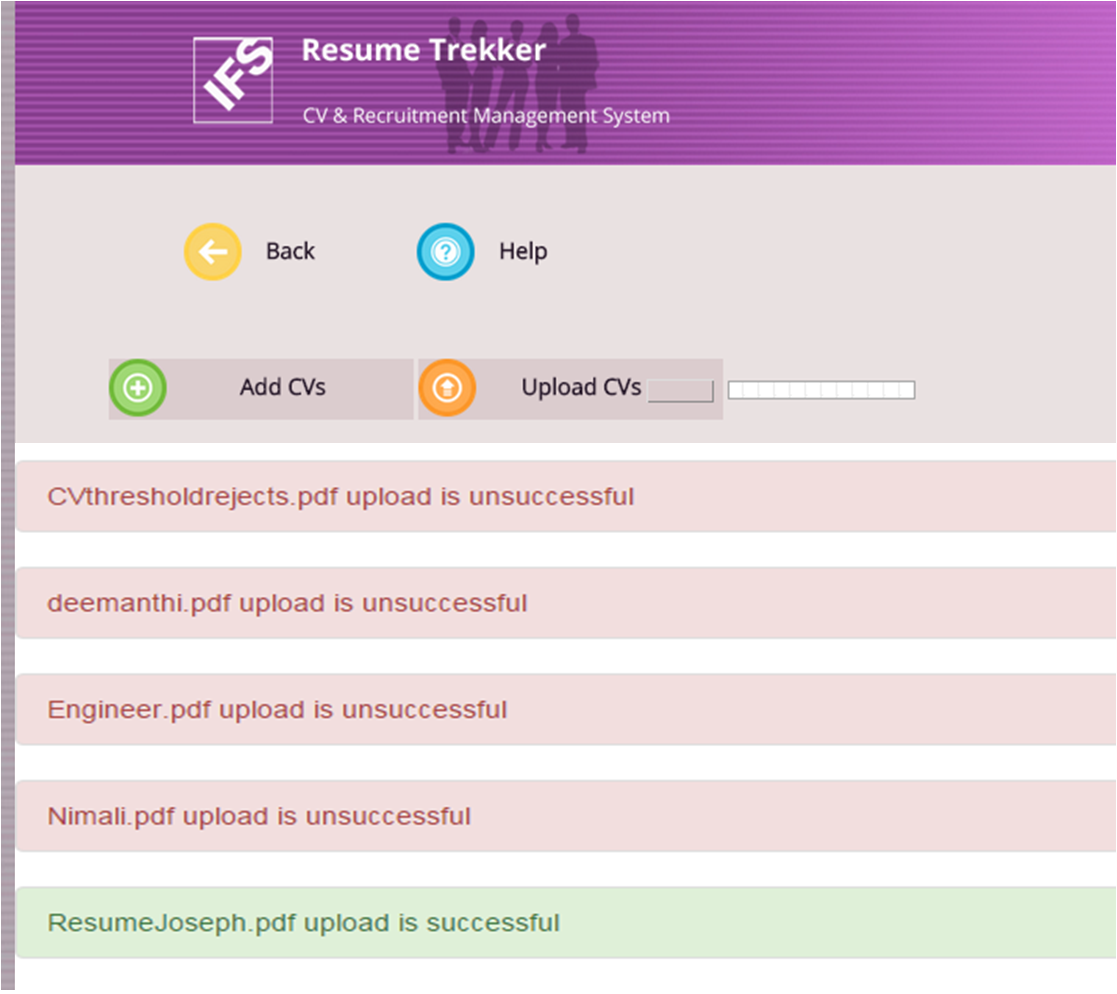 IFS
Resume Trekker
CV & Recruitment Management System
Back
Help
Add CVs
Upload CVs
CVthresholdrejects.pdf upload is unsuccessful
deemanthi.pdf upload is unsuccessful
Engineer.pdf upload is unsuccessful
Nimali.pdf upload is unsuccessful
ResumeJoseph.pdf upload is successful